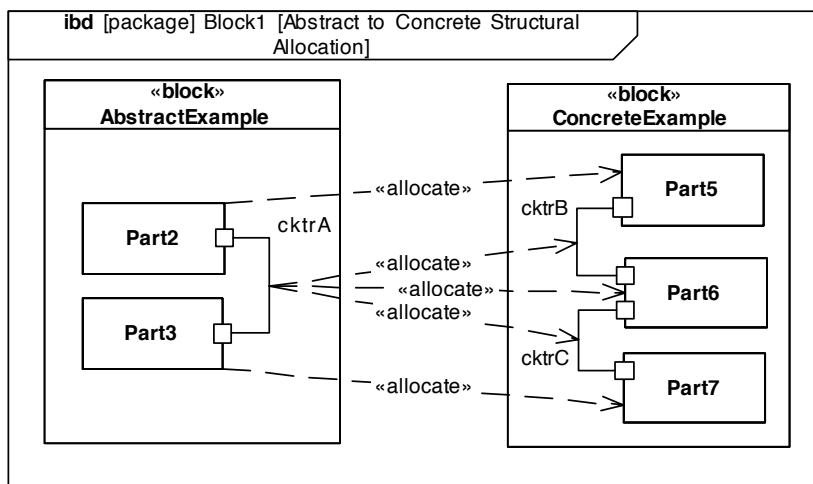 ibd [package] Block1 [Abstract to Concrete Structural
Allocation]
«block»
AbstractExample
Part2
Part3
cktrA
«allocate»
«allocate»
«allocate»
«allocate»
«allocate»
«block»
ConcreteExample
Part5
cktrB
Part6
cktrC
Part7